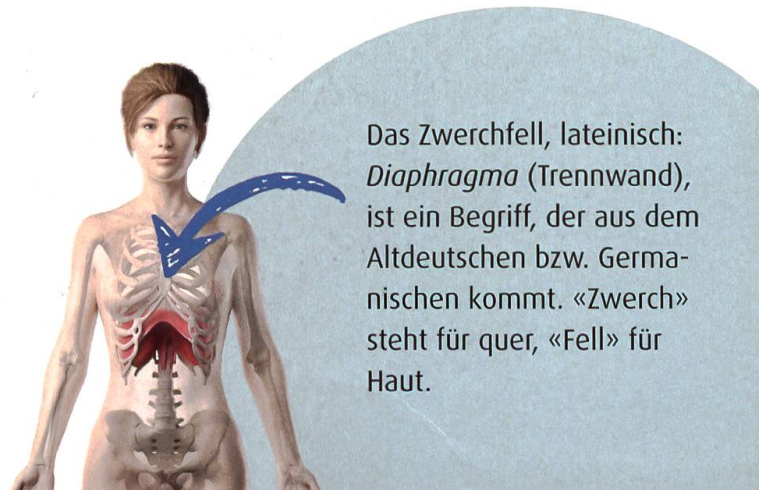 Das Zwerchfell, lateinisch:
Diaphragma (Trennwand),
ist ein Begriff, der aus dem
Altdeutschen bzw. Germa-
nischen kommt. «Zwerch»
steht für quer, «Fell» für
Haut.